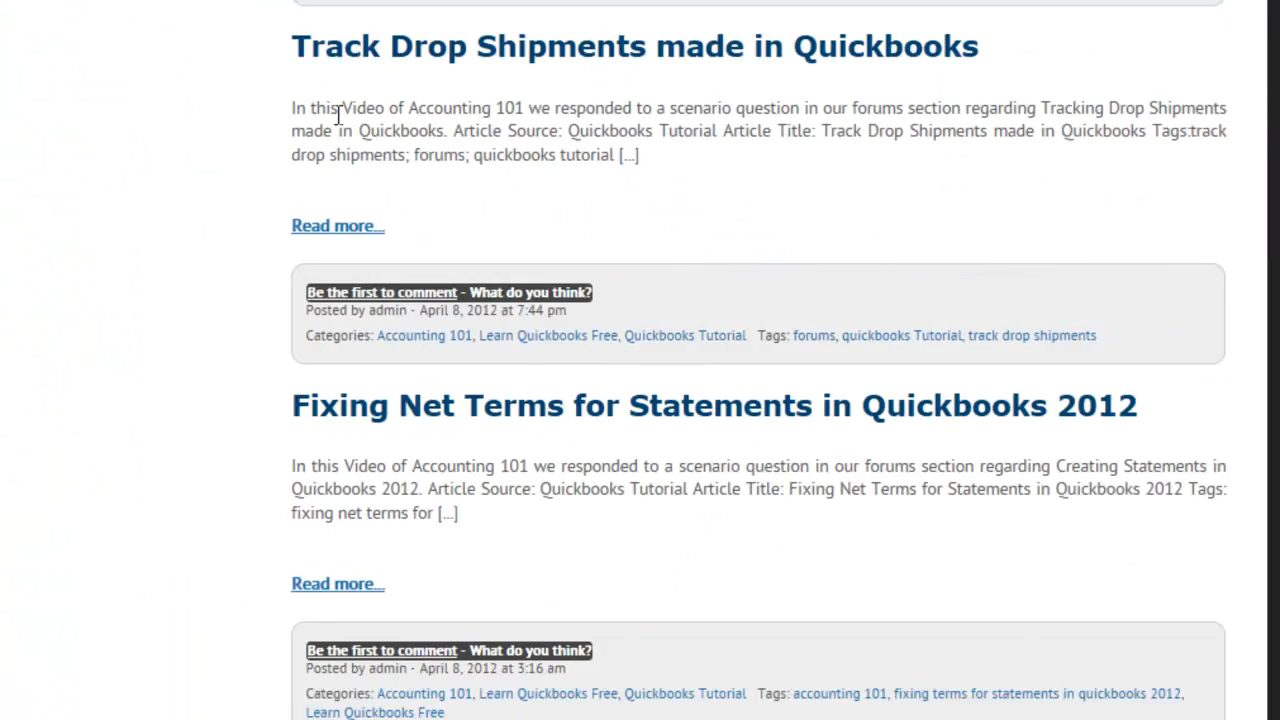 Track Drop Shipments made in Quickbooks
In this Video of Accounting 101 we responded to a scenario question in our forums section regarding Tracking Drop Shipments
made in Quickbooks. Article Source: Quickbooks Tutorial Article Title: Track Drop Shipments made in Quickbooks Tags:track
drop shipments; forums; quickbooks tutorial [...]
Read more...
Be the first to comment - What do you think?
Posted by admin - April 8, 2012 at 7:44 pm
Categories: Accounting 101, Learn Quickbooks Free, Quickbooks Tutorial Tags: forums, quickbooks Tutorial, track drop shipments
Fixing Net Terms for Statements in Quickbooks 2012
In this Video of Accounting 101 we responded to a scenario question in our forums section regarding Creating Statements in
Quickbooks 2012. Article Source: Quickbooks Tutorial Article Title: Fixing Net Terms for Statements in Quickbooks 2012 Tags:
fixing net terms for [...]
Read more...
Be the first to comment - What do you think?
Posted by admin - April 8, 2012 at 3:16 am
Categories: Accounting 101, Learn Quickbooks Free, Quickbooks Tutorial Tags: accounting 101, fixing terms for statements in quickbooks 2012,
Learn Quickbooks Free